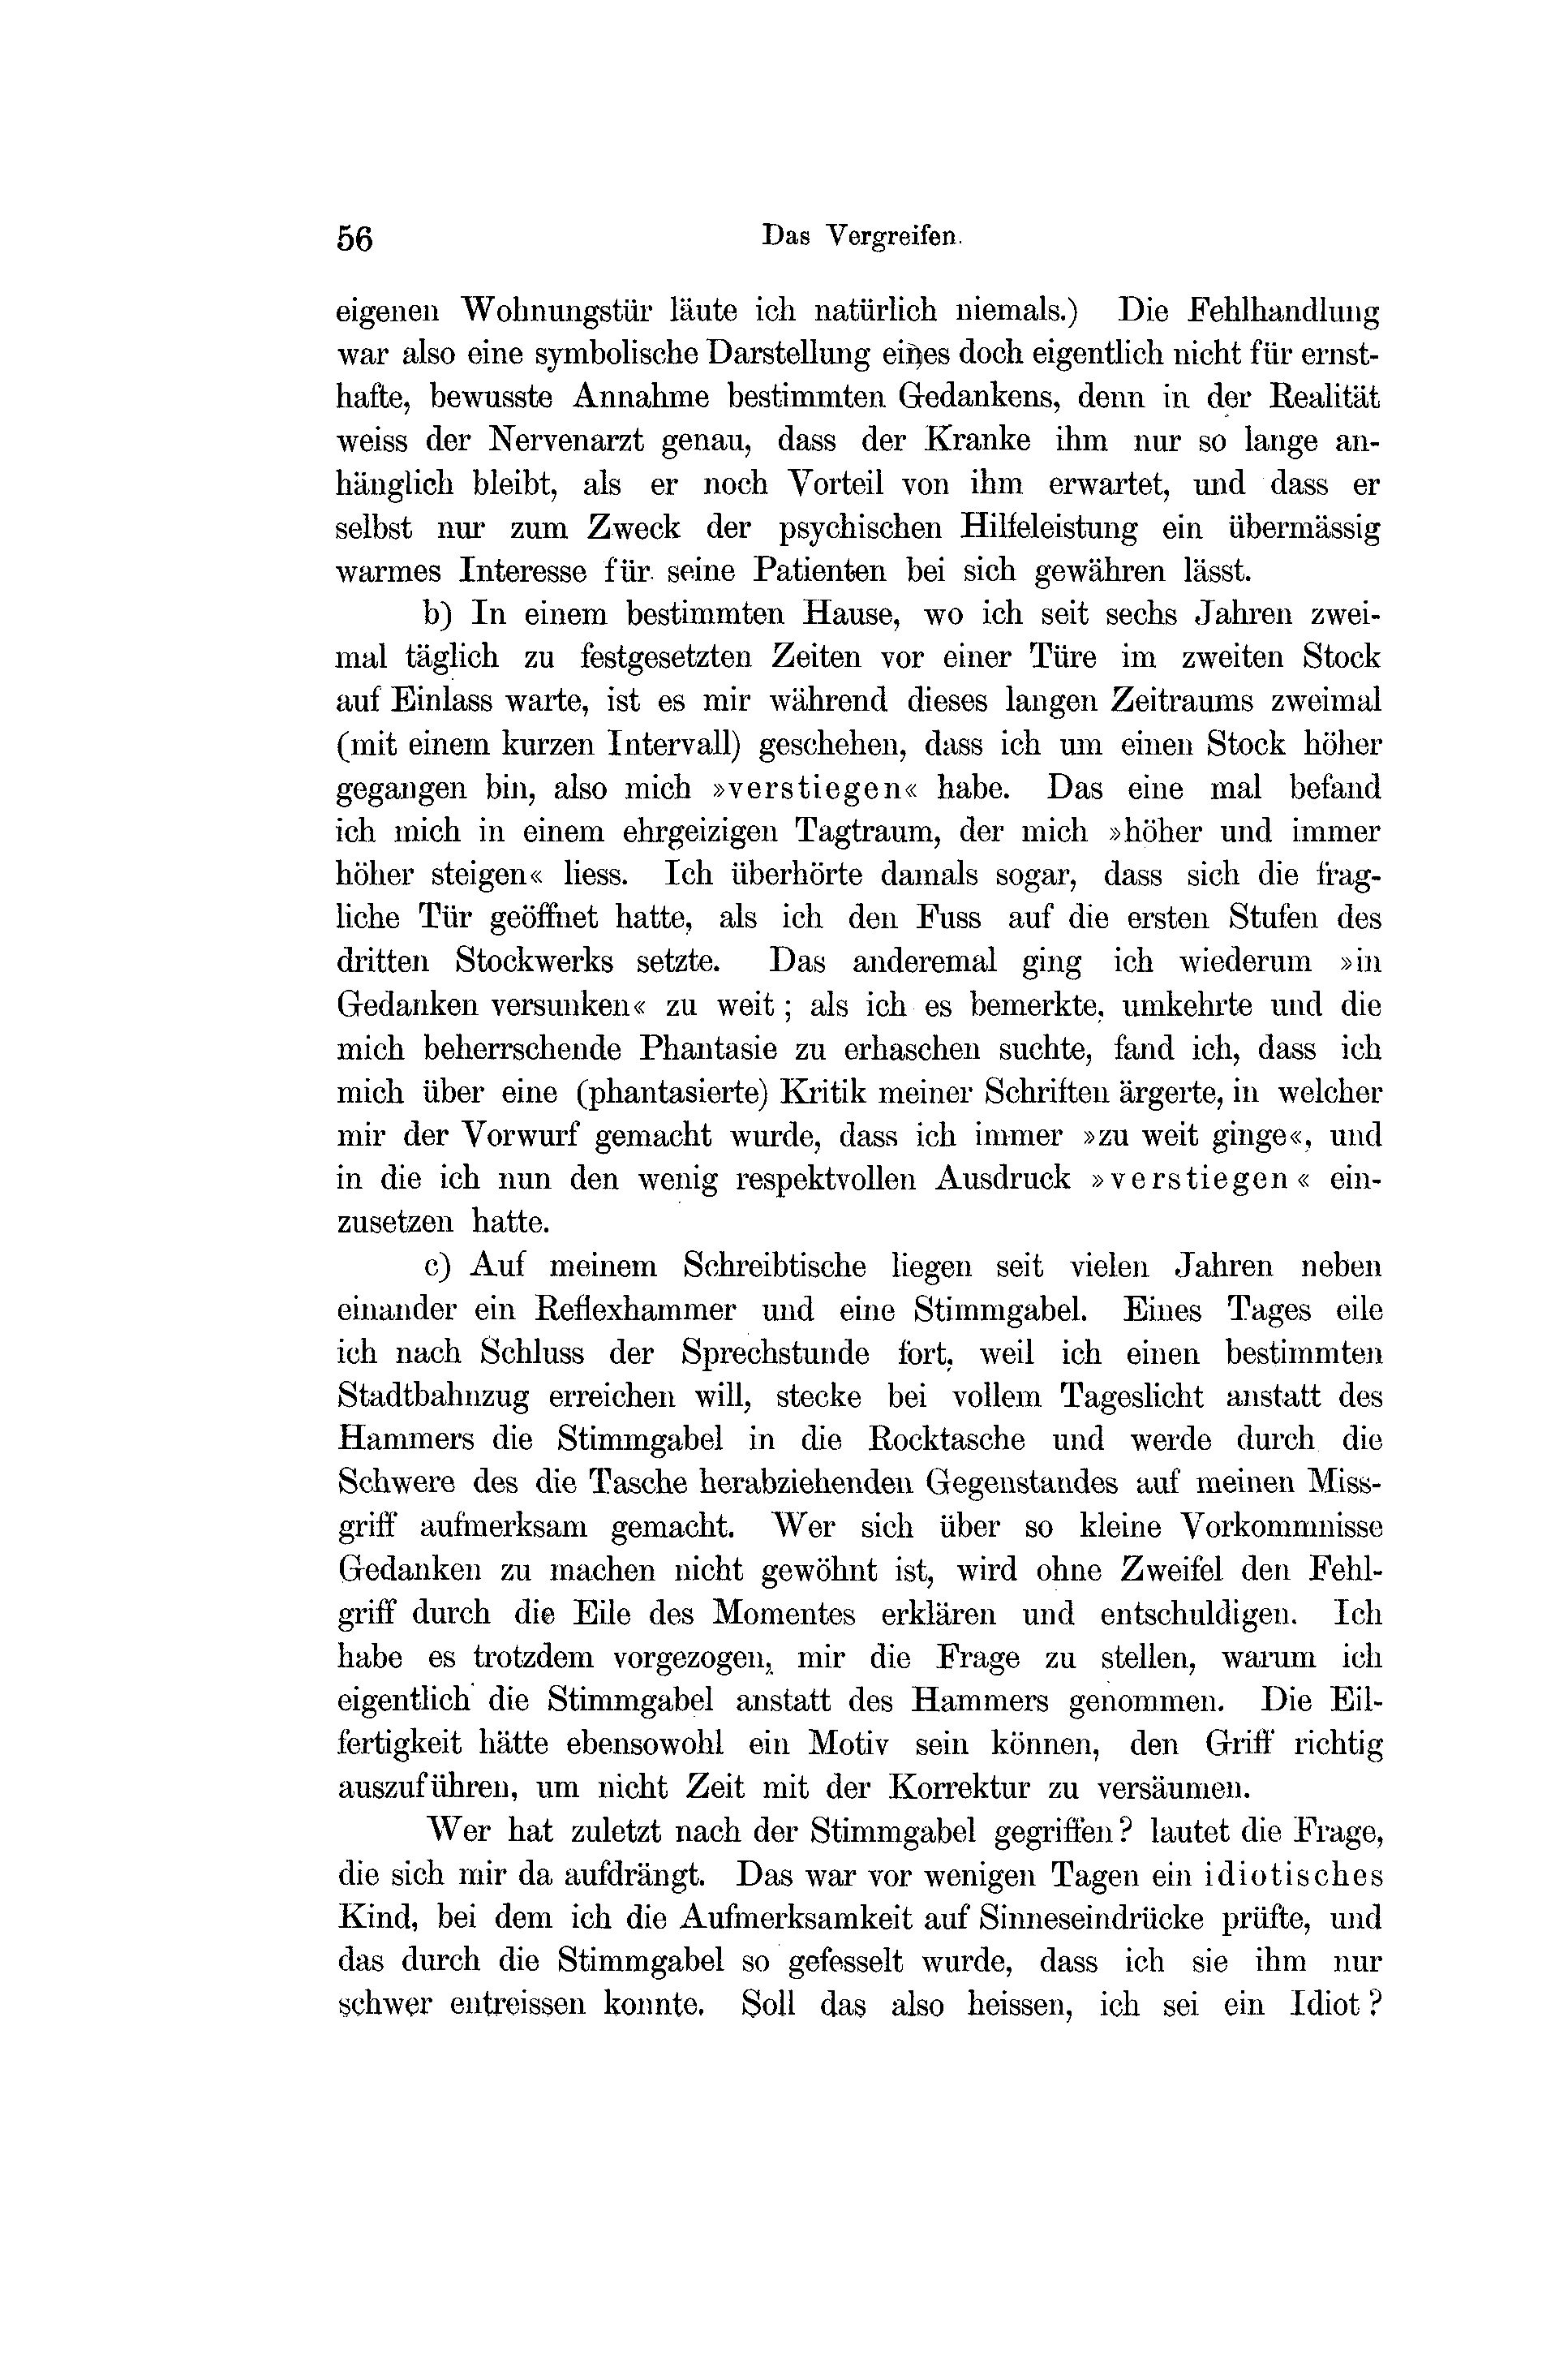 56 Das Vergreifen.
eigenen Wohnungstür läute ich natürlich niemals.) Die Fehlhandlung
war also eine symbolische Darstellung eines doch eigentlich nicht für ernst-
hafte, bewusste Annahme bestimmten Gedankens, denn in der Realität
weiss der Nervenarzt genau, dass der Kranke ihm nur so lange an-
hänglich bleibt, als er noch Vorteil von ihm erwartet, und dass er
selbst nur zum Zweck der psychischen Hilfeleistung ein übermässig
warmes Interesse für seine Patienten bei sich gewähren lässt.
b) In einem bestimmten Hause, wo ich seit sechs Jahren zwei-
mal täglich zu festgesetzten Zeiten vor einer Türe im zweiten Stock
auf Einlass warte, ist es mir während dieses langen Zeitraums zweimal
(mit einem kurzen Intervall) geschehen, dass ich um einen Stock höher
gegangen bin, also mich »verstiegen« habe. Das eine mal befand
ich mich in einem ehrgeizigen Tagtraum, der mich »höher und immer
höher steigen« liess. Ich überhörte damals sogar, dass sich die frag-
liche Tür geöffnet hatte, als ich den Fuss auf die ersten Stufen des
dritten Stockwerks setzte. Das anderemal ging ich wiederum »in
Gedanken versunken« zu weit; als ich es bemerkte, umkehrte und die
mich beherrschende Phantasie zu erhaschen suchte, fand ich, dass ich
mich über eine (phantasierte) Kritik meiner Schriften ärgerte, in welcher
mir der Vorwurf gemacht wurde, dass ich immer »zu weit ginge«, und
in die ich nun den wenig respektvollen Ausdruck »verstiegen« ein-
zusetzen hatte.
c) Auf meinem Schreibtische liegen seit vielen Jahren neben
einander ein Reflexhammer und eine Stimmgabel. Eines Tages eile
ich nach Schluss der Sprechstunde fort, weil ich einen bestimmten
Stadtbahnzug erreichen will, stecke bei vollem Tageslicht anstatt des
Hammers die Stimmgabel in die Rocktasche und werde durch die
Schwere des die Tasche herabziehenden Gegenstandes auf meinen Miss-
griff aufmerksam gemacht. Wer sich über so kleine Vorkommnisse
Gedanken zu machen nicht gewöhnt ist, wird ohne Zweifel den Fehl-
griff durch die Eile des Momentes erklären und entschuldigen. Ich
habe es trotzdem vorgezogen, mir die Frage zu stellen, warum ich
eigentlich die Stimmgabel anstatt des Hammers genommen. Die Eil-
fertigkeit hätte ebensowohl ein Motiv sein können, den Griff richtig
auszuführen, um nicht Zeit mit der Korrektur zu versäumen.
Wer hat zuletzt nach der Stimmgabel gegriffen? lautet die Frage,
die sich mir da aufdrängt. Das war vor wenigen Tagen ein idiotisches
Kind, bei dem ich die Aufmerksamkeit auf Sinneseindrücke prüfte, und
das durch die Stimmgabel so gefesselt wurde, dass ich sie ihm nur
schwer entreissen konnte. Soll das also heissen, ich sei ein Idiot?